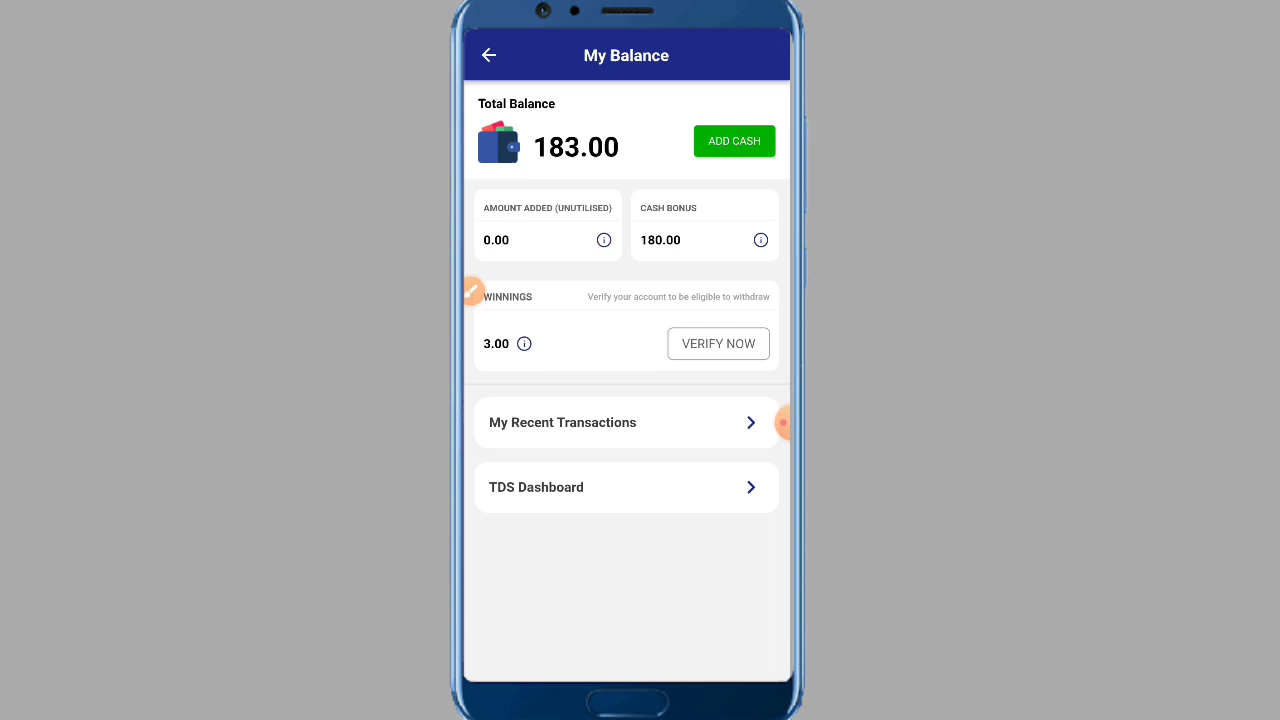 My Balance
Total Balance
183.00
ADD CASH
AMOUNT ADDED (UNUTILISED)
CASH BONUS
0.00
180.00
WINNINGS
Verify your account to be eligible to withdraw
3.00
VERIFY NOW
My Recent Transactions
TDS Dashboard